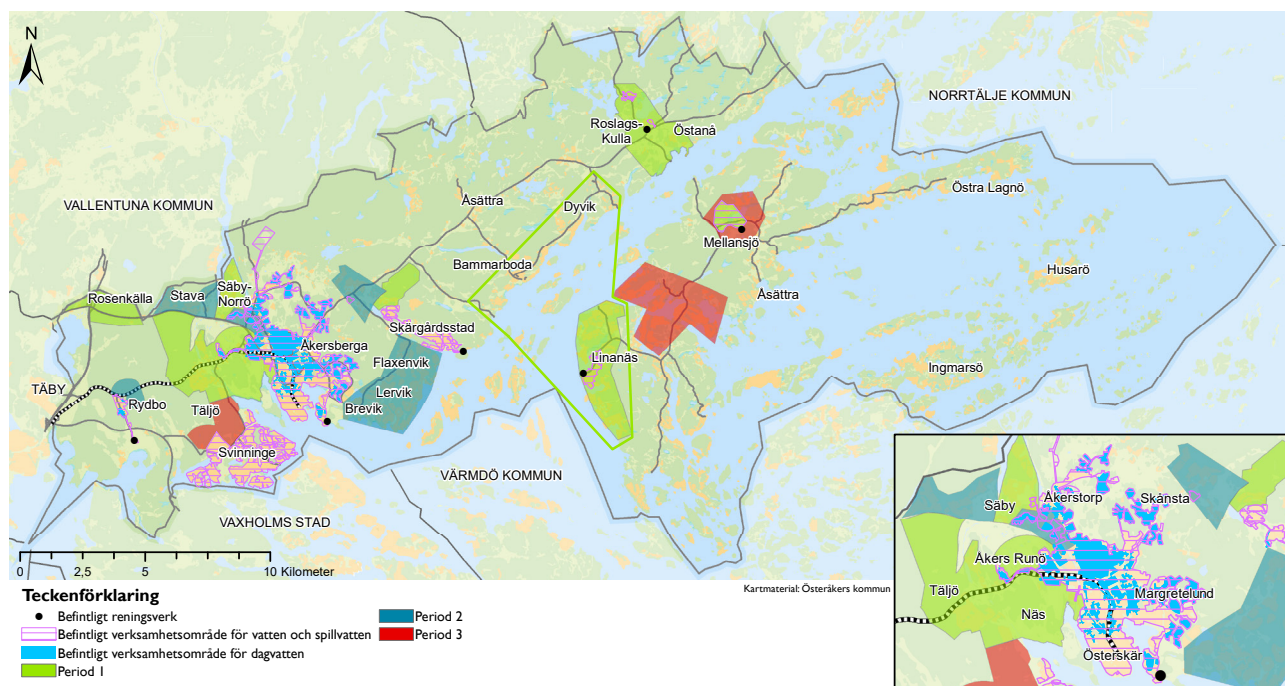 N
NORRTÄLJE KOMMUN
Roslags-
Kulla
Östanå
Östra Lagnö
Åsättra
Dyvik
VALLENTUNA KOMMUN
Mellansjö
Bammarboda
Husarö
Säby-
Norrö
Stava
Rosenkälla
Åsättra
Skärgårdsstad
Åkersberga
Flaxenvik
Linanäs
Ingmarsö
TÄBY
Lervik
Rydbo
Täljö
Brevik
Svinninge
VÄRMDÖ KOMMUN
VAXHOLMS STAD
0 2,5 5 10 Kilometer
Kartmaterial: Österåkers kommun
Teckenförklaring
Befintligt reningsverk
Befintligt verksamhetsområde för vatten och spillvatten
Befintligt verksamhetsområde för dagvatten
Period 1
Period 2
Period 3
Säby
Åkerstorp
Skånsta
Åkers Runö
Täljö
Näs
Margretelund
Österskär